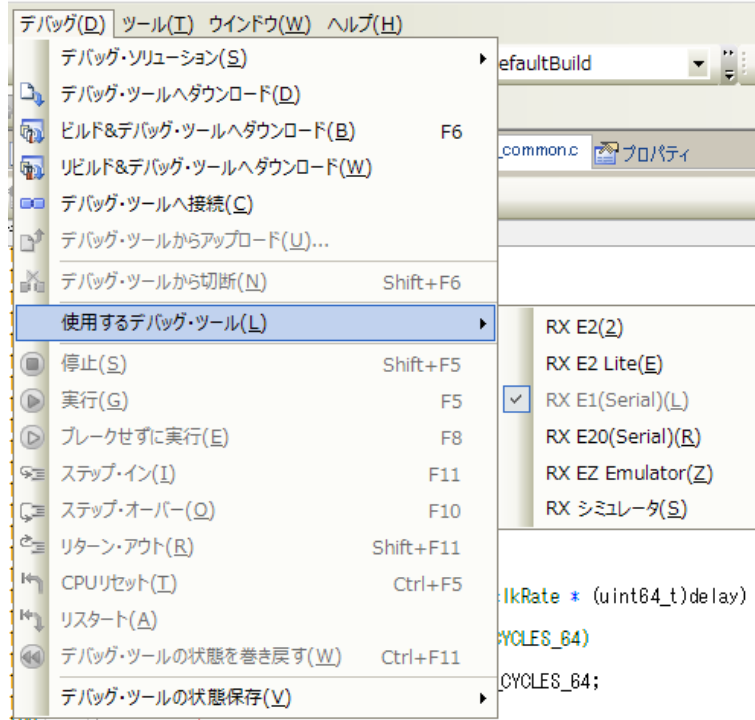 デバッグ(D) ツール(T) ウインドウ(W) ヘルプ(H)
デバッグ・ソリューション(S)
efaultBuild
デバッグ・ツールへダウンロード(D)
ビルド&デバッグ・ツールへダウンロード(B) F6
_common.c プロパティ
リビルド&デバッグ・ツールへダウンロード(W)
デバッグ・ツールへ接続(C)
デバッグ・ツールからアップロード(U)...
デバッグ・ツールから切断(N) Shift+F6
使用するデバッグ・ツール(L)
RX E2(2)
停止(S) Shift+F5
RX E2 Lite(E)
実行(G) F5
RX E1(Serial)(L)
ブレークせずに実行(E) F8
RX E20(Serial)(R)
ステップ・イン(I) F11
RX EZ Emulator(Z)
ステップ・オーバー(O) F10
RX シミュレータ(S)
リターン・アウト(R) Shift+F11
CPUリセット(T) Ctrl+F5
lkRate * (uint64_t)delay)
リスタート(A)
YCLES_64)
デバッグ・ツールの状態を巻き戻す(W) Ctrl+F11
_CYCLES_64;
デバッグ・ツールの状態保存(V)